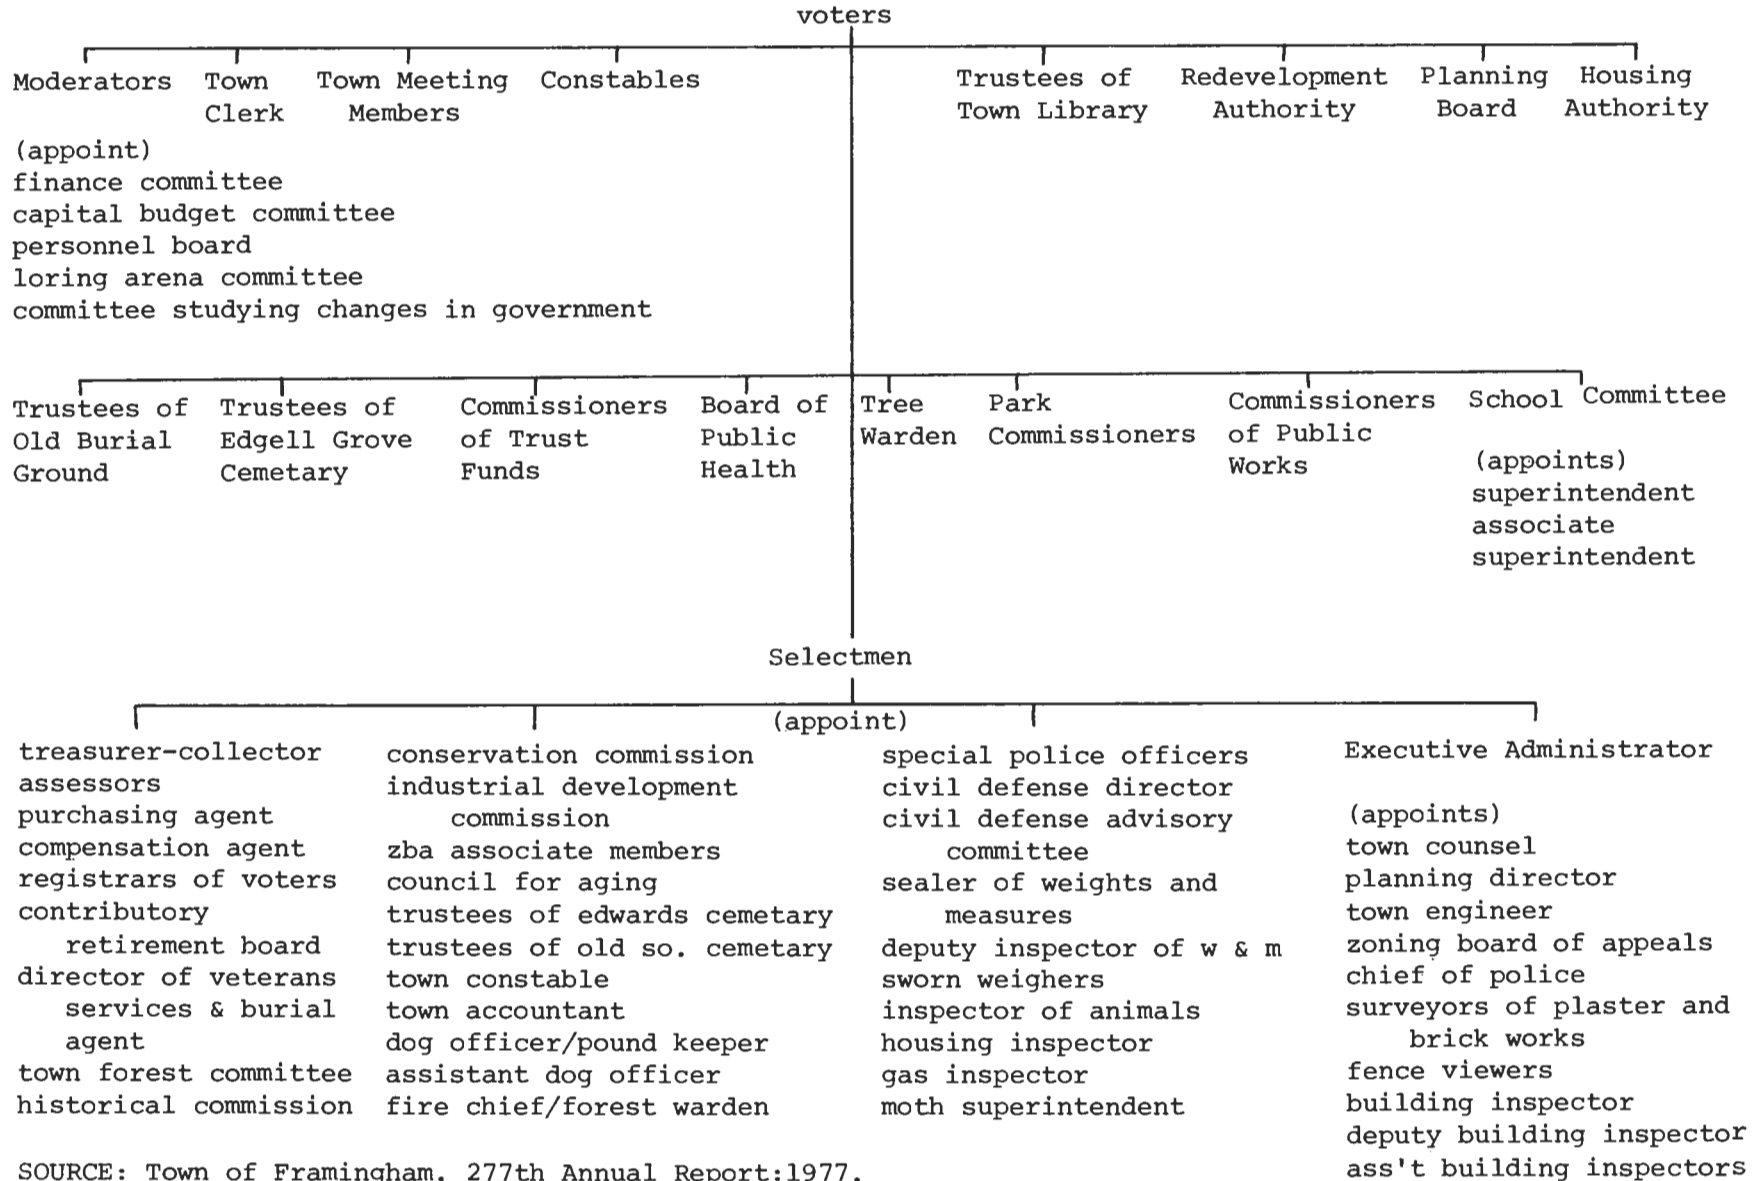 voters
Moderators
Town
Clerk
Town Meeting
Members
Constables
Trustees of
Town Library
Redevelopment
Authority
Planning
Board
Housing
Authority
(appoint)
finance committee
capital budget committee
personnel board
loring arena committee
committee studying changes in government
Trustees of
Old Burial
Ground
Trustees of
Edgell Grove
Cemetary
Commissioners
of Trust
Funds
Board of
Public
Health
Tree
Warden
Park
Commissioners
Commissioners
of Public
Works
School Committee
(appoints)
superintendent
associate
superintendent
Selectmen
(appoint)
treasurer-collector
assessors
purchasing agent
compensation agent
registrars of voters
contributory
retirement board
director of veterans
services & burial
agent
town forest committee
historical commission
conservation commission
industrial development
commission
zba associate members
council for aging
trustees of edwards cemetary
trustees of old so. cemetary
town constable
town accountant
dog officer/pound keeper
assistant dog officer
fire chief/forest warden
special police officers
civil defense director
civil defense advisory
committee
sealer of weights and
measures
deputy inspector of w & m
sworn weighers
inspector of animals
housing inspector
gas inspector
moth superintendent
Executive Administrator
(appoints)
town counsel
planning director
town engineer
zoning board of appeals
chief of police
surveyors of plaster and
brick works
fence viewers
building inspector
deputy building inspector
ass't building inspectors
SOURCE: Town of Framingham. 277th Annual Report:1977.